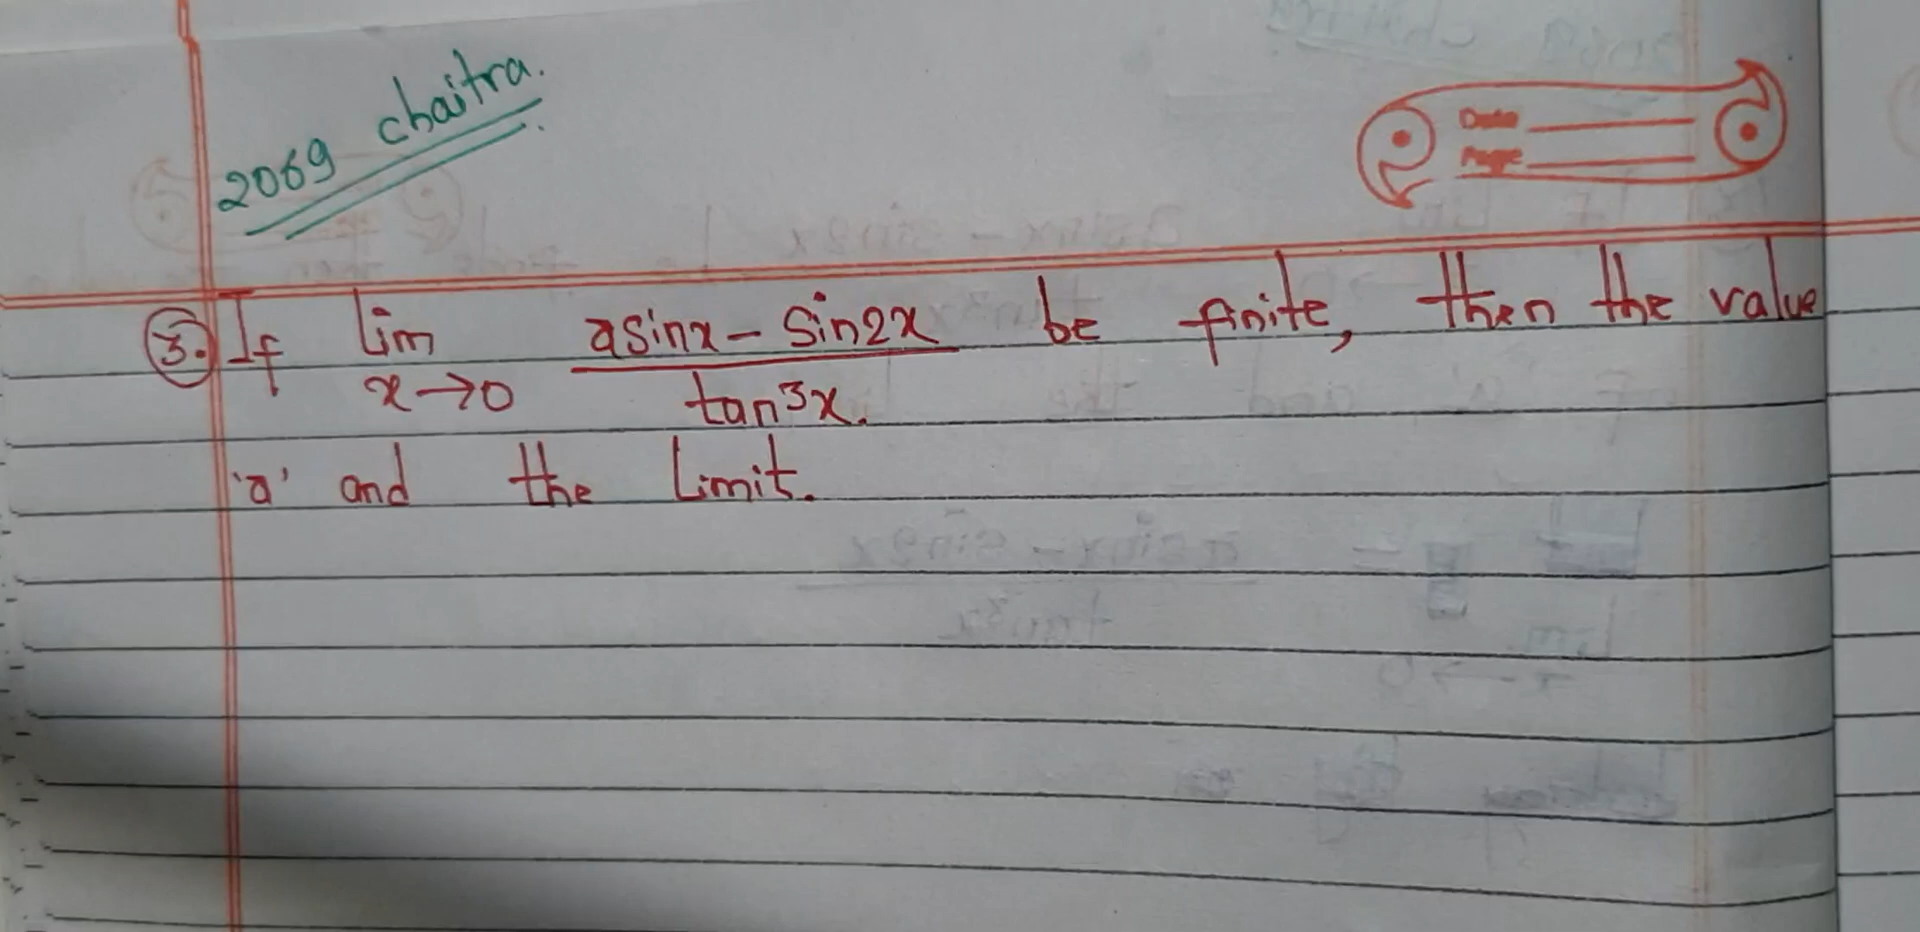 2069 chaitra.
Date
Page
3. If lim asinx - sin2x be finite, then the value
x→0 tan³x.
'a' and the Limit.